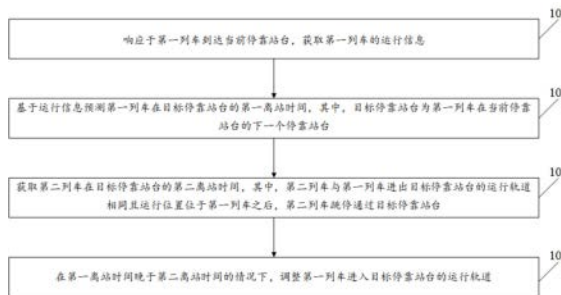 响应于第一列车到达当前停靠站台，获取第一列车的运行信息
10
基于运行信息预测第一列车在目标停靠站台的第一离站时间，其中，目标停靠站台为第一列车在当前停靠
站台的下一个停靠站台
10
获取第二列车在目标停靠站台的第二离站时间，其中，第二列车与第一列车进出目标停靠站台的运行轨道
相同且运行位置位于第一列车之后，第二列车跳停通过目标停靠站台
10
在第一离站时间晚于第二离站时间的情况下，调整第一列车进入目标停靠站台的运行轨道
10